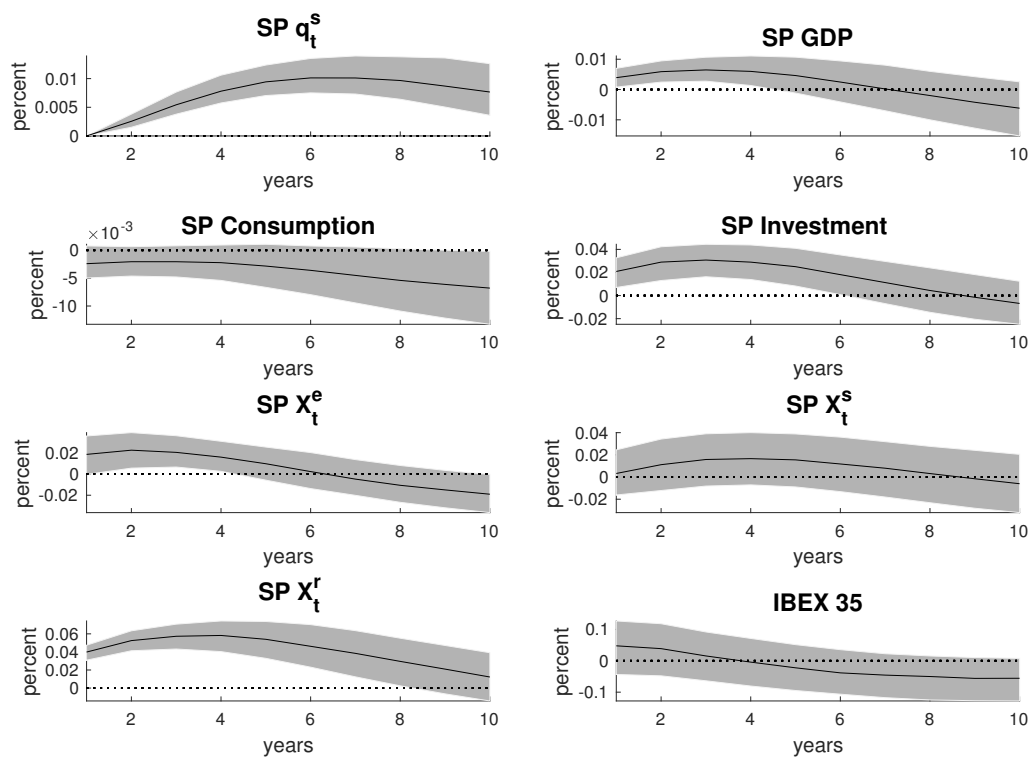 SP q_t^s
percent
0.01
0.005
0
2 4 6 8 10
years
SP GDP
percent
0.01
0
-0.01
2 4 6 8 10
years
SP Consumption
×10^-3
percent
0
-5
-10
2 4 6 8 10
years
SP Investment
percent
0.04
0.02
0
-0.02
2 4 6 8 10
years
SP X_t^e
percent
0.02
0
-0.02
2 4 6 8 10
years
SP X_t^s
percent
0.04
0.02
0
-0.02
2 4 6 8 10
years
SP X_t^r
percent
0.06
0.04
0.02
0
2 4 6 8 10
years
IBEX 35
percent
0.1
0
-0.1
2 4 6 8 10
years